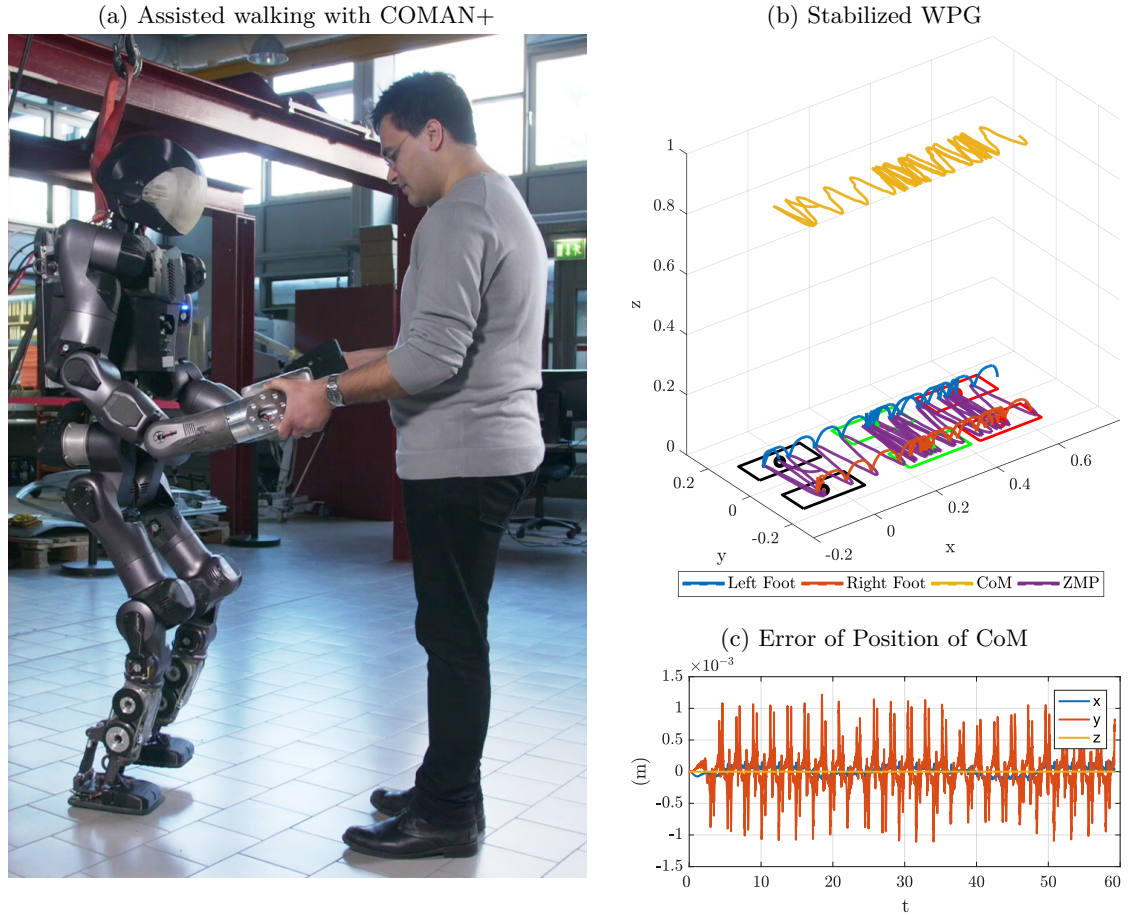 (a) Assisted walking with COMAN+
(b) Stabilized WPG
1
0.8
0.6
0.4
0.2
0
z
0.2
0
-0.2
y
-0.2
0
0.2
0.4
0.6
x
Left Foot Right Foot CoM ZMP
(c) Error of Position of CoM
×10⁻³
1.5
1
0.5
0
-0.5
-1
-1.5
(m)
x
y
z
0 10 20 30 40 50 60
t